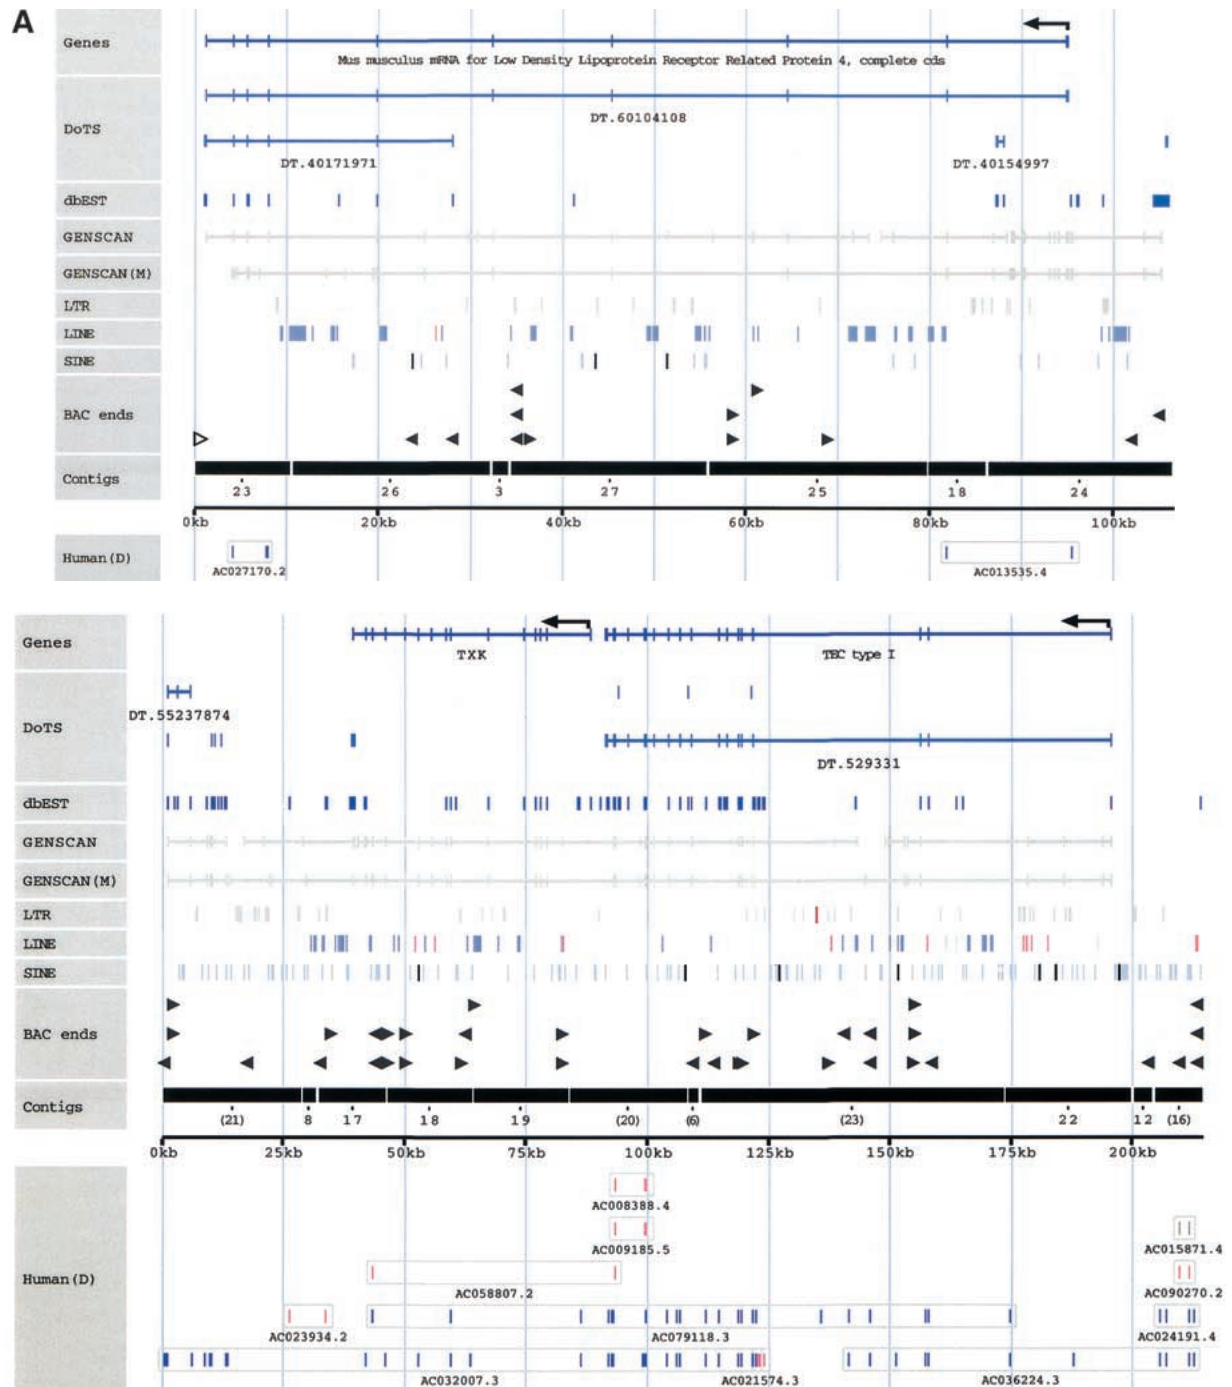 A
Genes
Mus musculus mRNA for Low Density Lipoprotein Receptor Related Protein 4, complete cds
DoTS
DT.60104108
DT.40171971 DT.40154997
dbEST
GENSCAN
GENSCAN(M)
LTR
LINE
SINE
BAC ends
Contigs
23 26 3 27 25 18 24
0kb 20kb 40kb 60kb 80kb 100kb
Human(D)
AC027170.2 AC013535.4
Genes
TXK TEC type I
DoTS
DT.55237874
DT.529331
dbEST
GENSCAN
GENSCAN(M)
LTR
LINE
SINE
BAC ends
Contigs
(21) 8 17 18 19 (20) (6) (23) 22 12 (16)
0kb 25kb 50kb 75kb 100kb 125kb 150kb 175kb 200kb
AC008388.4
AC009185.5 AC015871.4
Human(D)
AC058807.2 AC090270.2
AC023934.2 AC079118.3 AC024191.4
AC032007.3 AC021574.3 AC036224.3